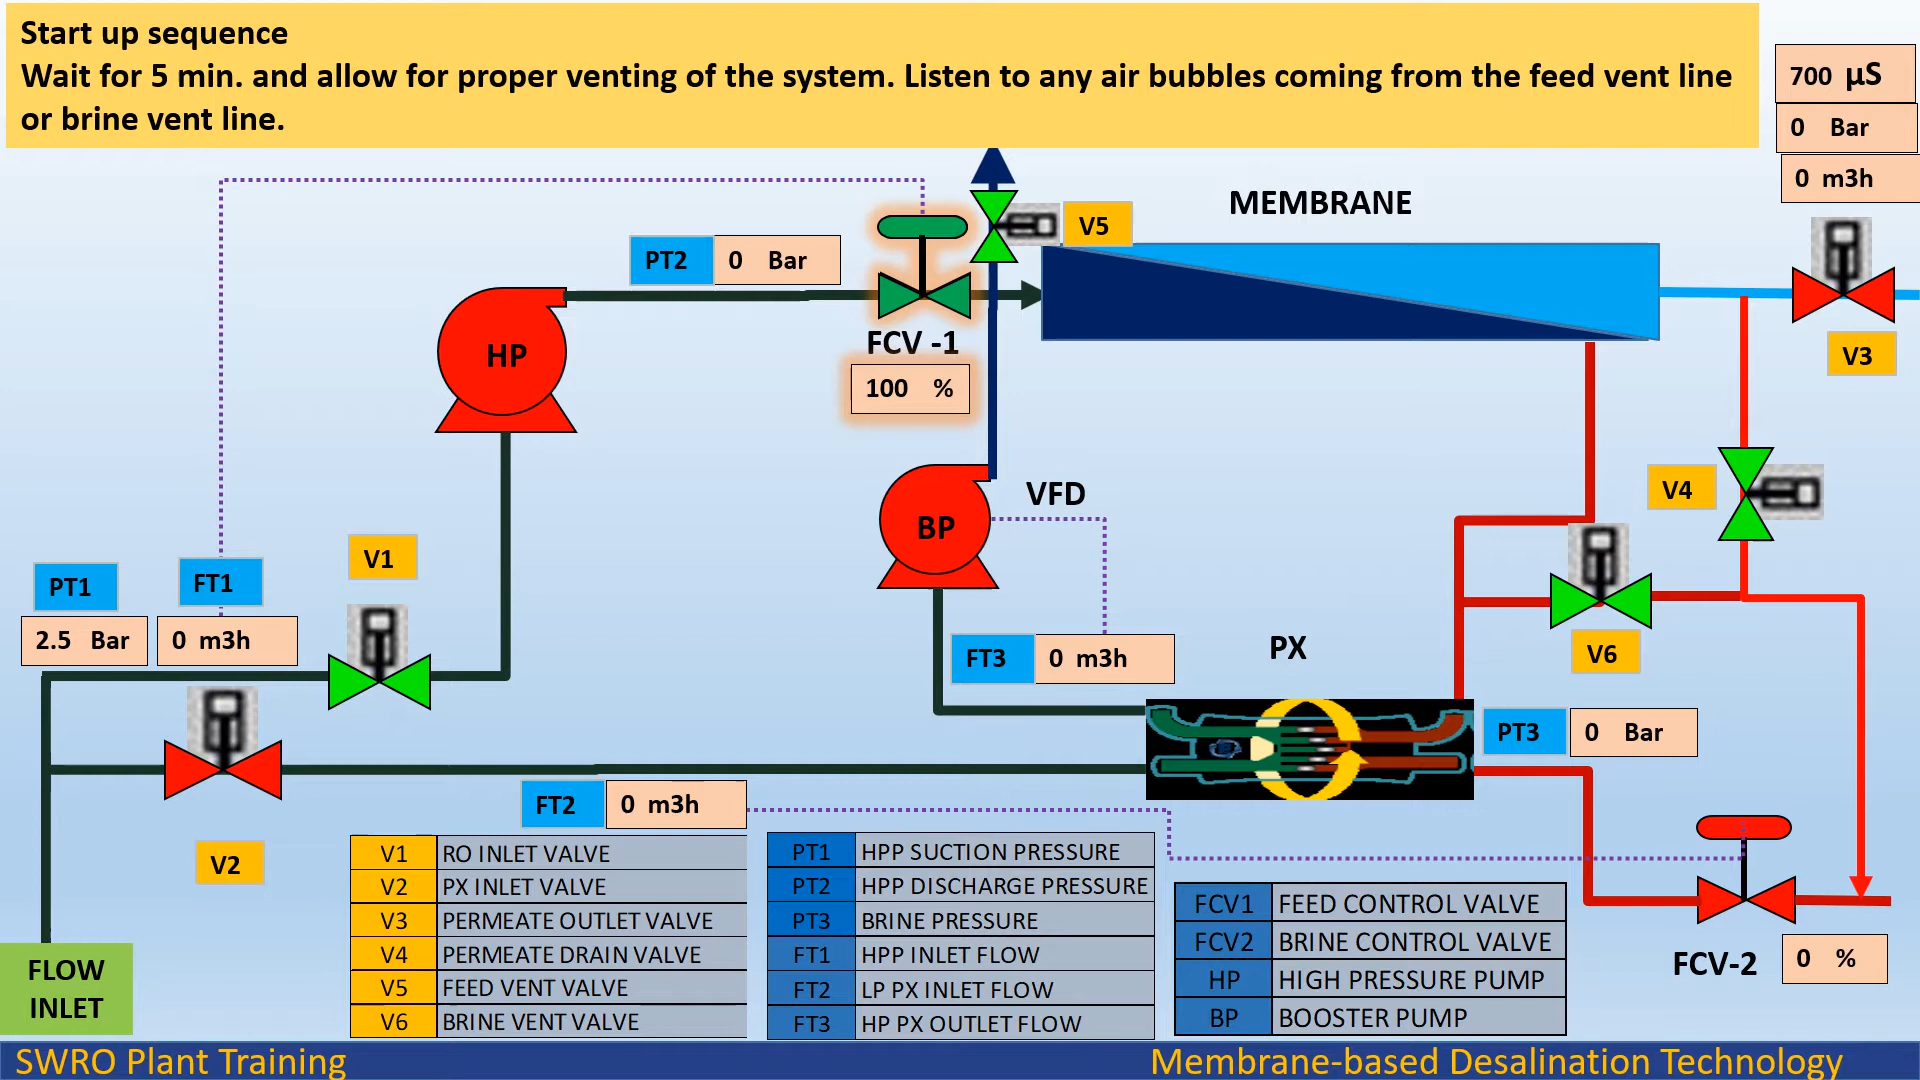 Start up sequence
Wait for 5 min. and allow for proper venting of the system. Listen to any air bubbles coming from the feed vent line
or brine vent line.
700 µS
0 Bar
0 m3h
MEMBRANE
V5
PT2 0 Bar
HP
FCV -1
100 %
V3
BP
VFD
V4
V1
PT1
FT1
2.5 Bar
0 m3h
FT3 0 m3h
PX
V6
PT3 0 Bar
V2
FT2 0 m3h
V1 RO INLET VALVE
V2 PX INLET VALVE
V3 PERMEATE OUTLET VALVE
V4 PERMEATE DRAIN VALVE
V5 FEED VENT VALVE
V6 BRINE VENT VALVE
PT1 HPP SUCTION PRESSURE
PT2 HPP DISCHARGE PRESSURE
PT3 BRINE PRESSURE
FT1 HPP INLET FLOW
FT2 LP PX INLET FLOW
FT3 HP PX OUTLET FLOW
FCV1 FEED CONTROL VALVE
FCV2 BRINE CONTROL VALVE
HP HIGH PRESSURE PUMP
BP BOOSTER PUMP
FCV-2 0 %
FLOW
INLET
SWRO Plant Training
Membrane-based Desalination Technology